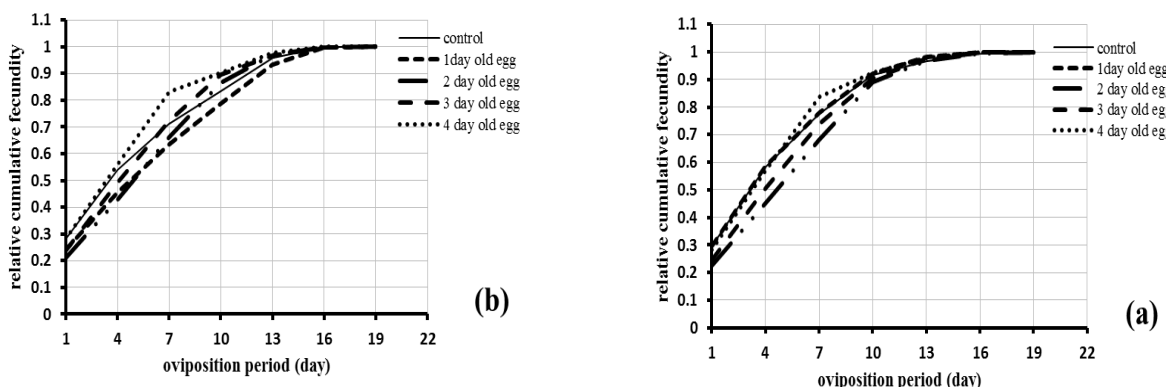 relative cumulative fecundity
1.1
1
0.9
0.8
0.7
0.6
0.5
0.4
0.3
0.2
0.1
0
1 4 7 10 13 16 19 22
oviposition period (day)
control
1day old egg
2 day old egg
3 day old egg
4 day old egg
(b)
relative cumulative fecundity
1.1
1
0.9
0.8
0.7
0.6
0.5
0.4
0.3
0.2
0.1
0
1 4 7 10 13 16 19 22
oviposition period (day)
control
1day old egg
2 day old egg
3 day old eg
4 day old egg
(a)